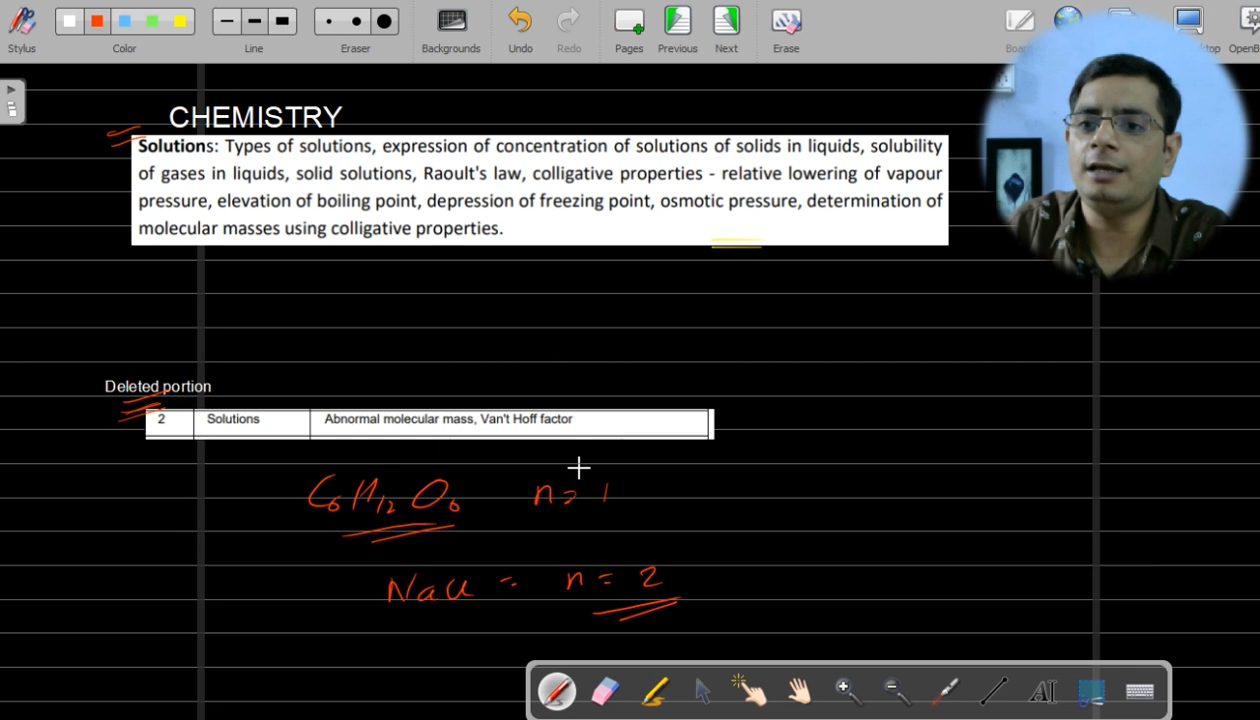 Stylus Color Line Eraser Backgrounds Undo Redo Pages Previous Next Erase
CHEMISTRY
Solutions: Types of solutions, expression of concentration of solutions of solids in liquids, solubility
of gases in liquids, solid solutions, Raoult's law, colligative properties - relative lowering of vapour
pressure, elevation of boiling point, depression of freezing point, osmotic pressure, determination of
molecular masses using colligative properties.
Deleted portion
2 Solutions Abnormal molecular mass, Van't Hoff factor
C6H12O6 n=1
NaCl = n=2